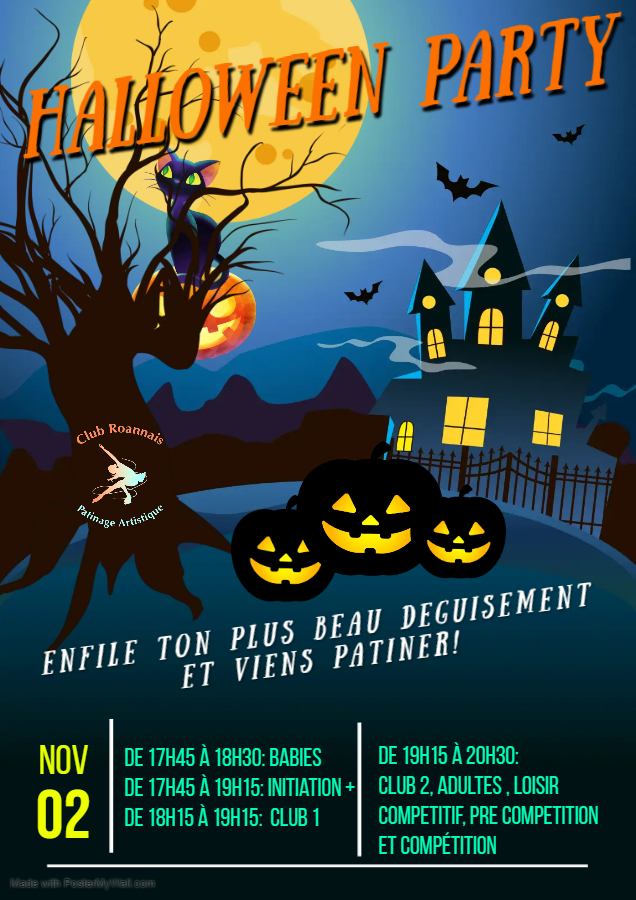 HALLOWEEN PARTY
Club Roannais
Patinage Artistique
ENFILE TON PLUS BEAU DEGUISEMENT
ET VIENS PATINER!
NOV
02
DE 17H45 À 18H30: BABIES
DE 17H45 À 19H15: INITIATION +
DE 18H15 À 19H15: CLUB 1
DE 19H15 À 20H30:
CLUB 2, ADULTES , LOISIR
COMPETITIF, PRE COMPETITION
ET COMPÉTITION
Made with PosterMyWall.com